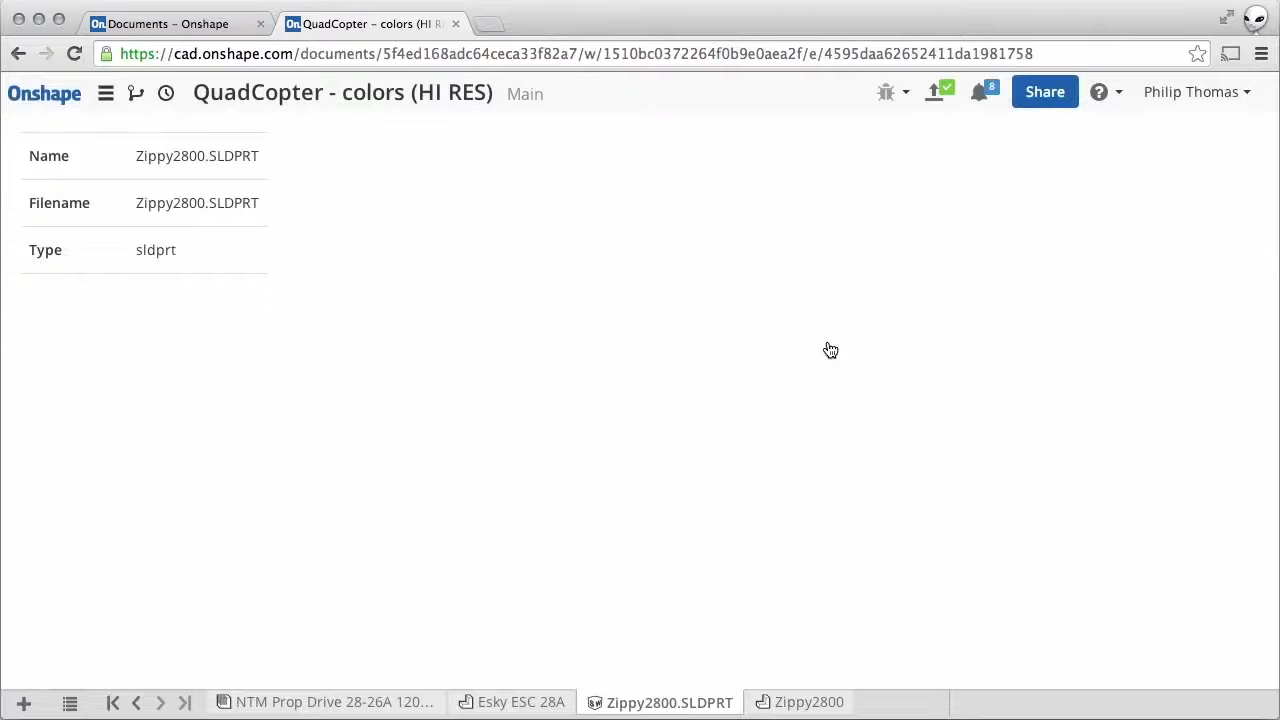 Documents – Onshape
QuadCopter – colors (HI R
https://cad.onshape.com/documents/5f4ed168adc64ceca33f82a7/w/1510bc0372264f0b9e0aea2f/e/4595daa62652411da1981758
Onshape
QuadCopter - colors (HI RES) Main
8
Share
?
Philip Thomas
Name Zippy2800.SLDPRT
Filename Zippy2800.SLDPRT
Type sldprt
NTM Prop Drive 28-26A 120...
Esky ESC 28A
Zippy2800.SLDPRT
Zippy2800